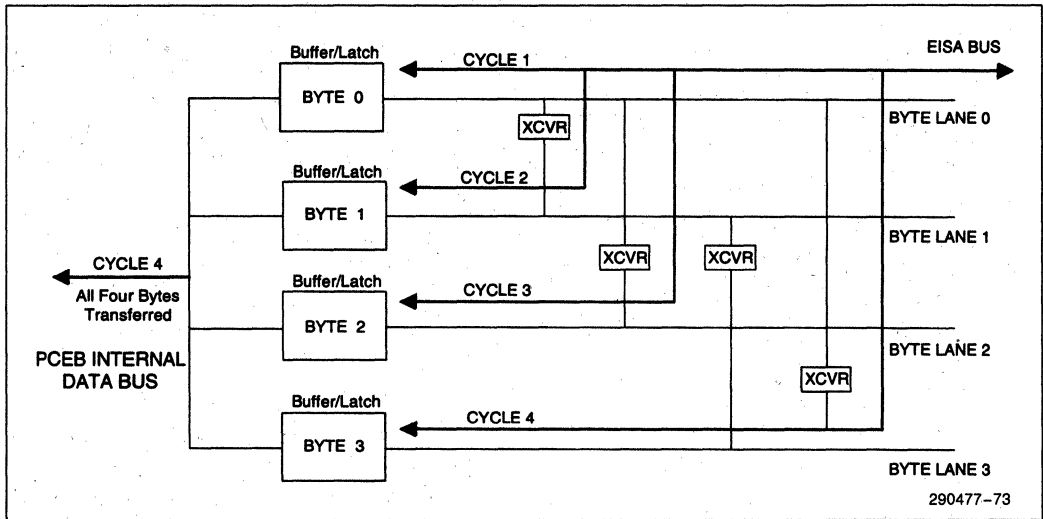 Buffer/Latch
CYCLE 1
EISA BUS
BYTE 0
BYTE LANE 0
XCVR
Buffer/Latch
CYCLE 2
BYTE 1
BYTE LANE 1
XCVR
XCVR
CYCLE 4
All Four Bytes
Transferred
Buffer/Latch
CYCLE 3
BYTE 2
BYTE LANE 2
PCEB INTERNAL
DATA BUS
XCVR
Buffer/Latch
CYCLE 4
BYTE 3
BYTE LANE 3
290477–73